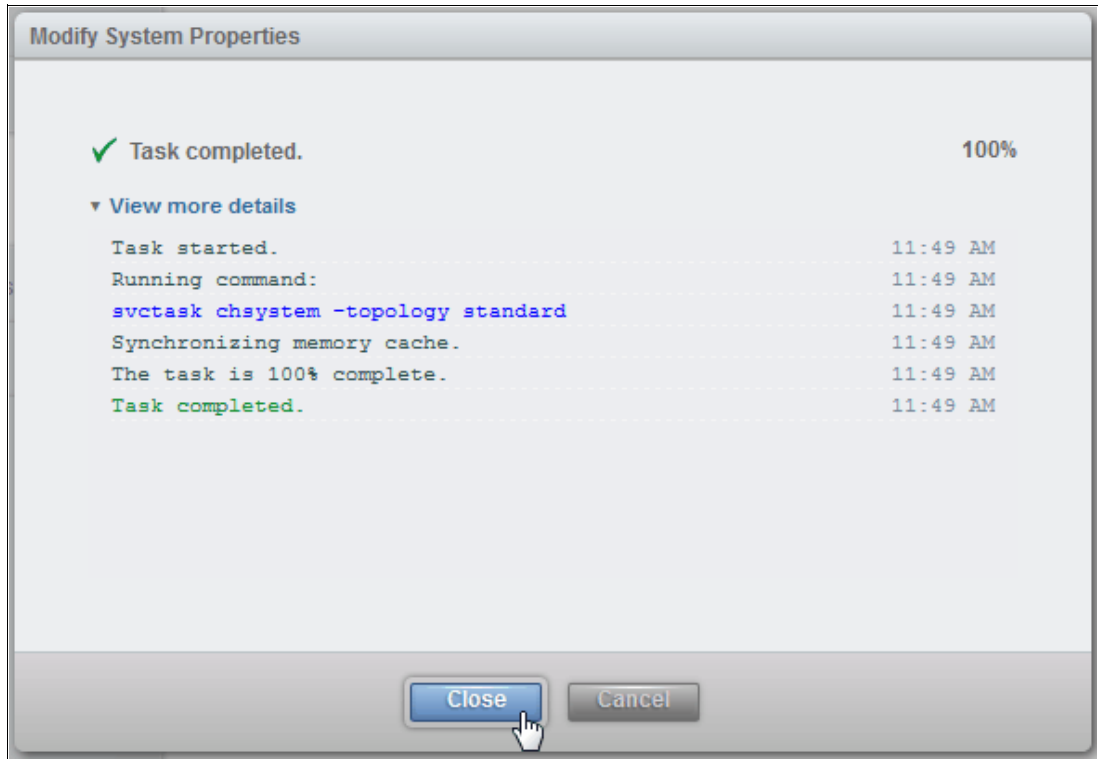 Modify System Properties
Task completed. 100%
View more details
Task started. 11:49 AM
Running command: 11:49 AM
svctask chsystem -topology standard 11:49 AM
Synchronizing memory cache. 11:49 AM
The task is 100% complete. 11:49 AM
Task completed. 11:49 AM
Close Cancel